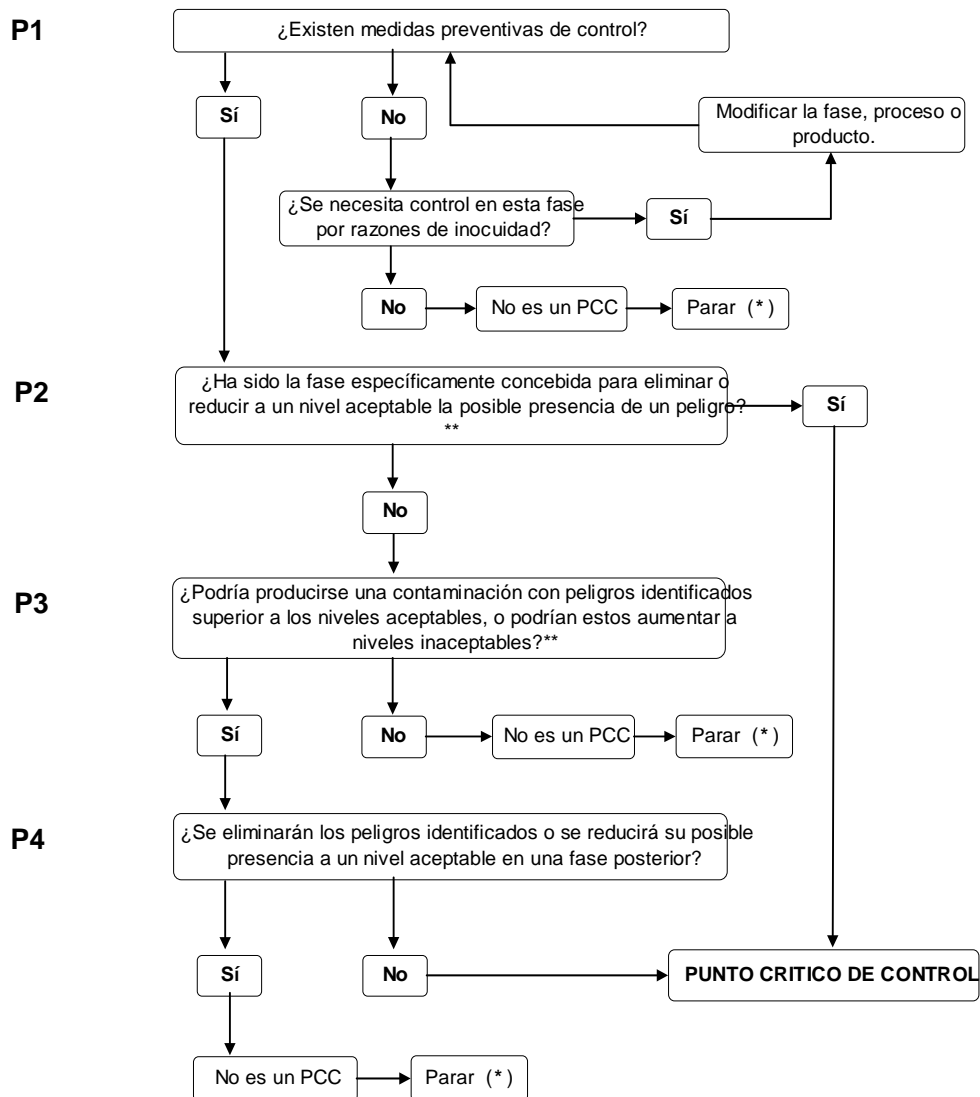 P1
¿Existen medidas preventivas de control?
Sí
No
Modificar la fase, proceso o
producto.
¿Se necesita control en esta fase
por razones de inocuidad?
Sí
No
No es un PCC
Parar (*)
P2
¿Ha sido la fase específicamente concebida para eliminar o
reducir a un nivel aceptable la posible presencia de un peligro?
**
Sí
No
P3
¿Podría producirse una contaminación con peligros identificados
superior a los niveles aceptables, o podrían estos aumentar a
niveles inaceptables?**
Sí
No
No es un PCC
Parar (*)
P4
¿Se eliminarán los peligros identificados o se reducirá su posible
presencia a un nivel aceptable en una fase posterior?
Sí
No
PUNTO CRITICO DE CONTROL
No es un PCC
Parar (*)